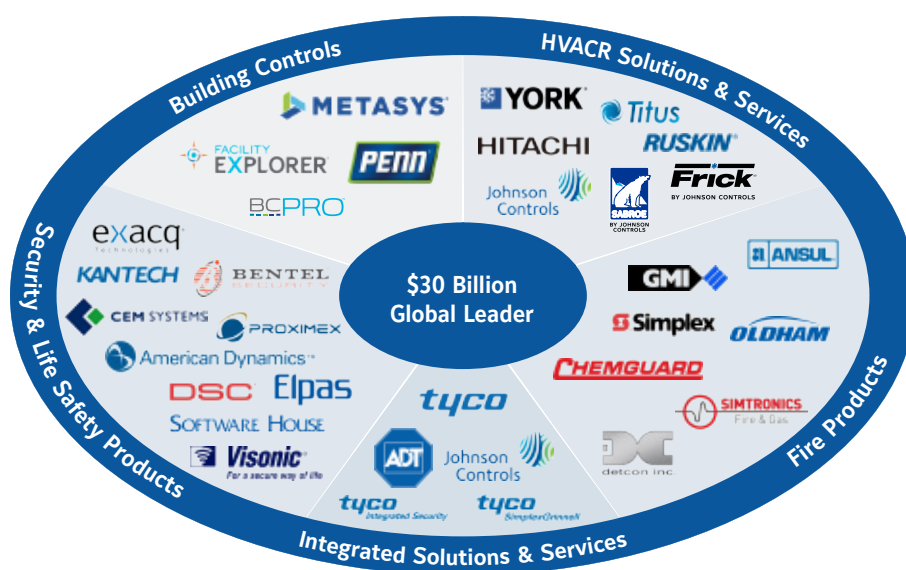 Building Controls
METASYS
FACILITY
EXPLORER
PENN
BCPRO
HVACR Solutions & Services
YORK
Titus
HITACHI
RUSKIN
Johnson
Controls
SABROE
BY JOHNSON
CONTROLS
Frick
BY JOHNSON CONTROLS
Security & Life Safety Products
exacq
Technologies
KANTECH
BENTEL
SECURITY
CEM SYSTEMS
PROXIMEX
American Dynamics™
DSC
Elpas
SOFTWARE HOUSE
Visonic
For a secure way of life
$30 Billion
Global Leader
Fire Products
ANSUL
GMI
Simplex
OLDHAM
CHEMGUARD
SIMTRONICS
Fire & Gas
detcon inc.
Integrated Solutions & Services
tyco
ADT
Johnson
Controls
tyco
Integrated Security
tyco
SimplexGrinnell